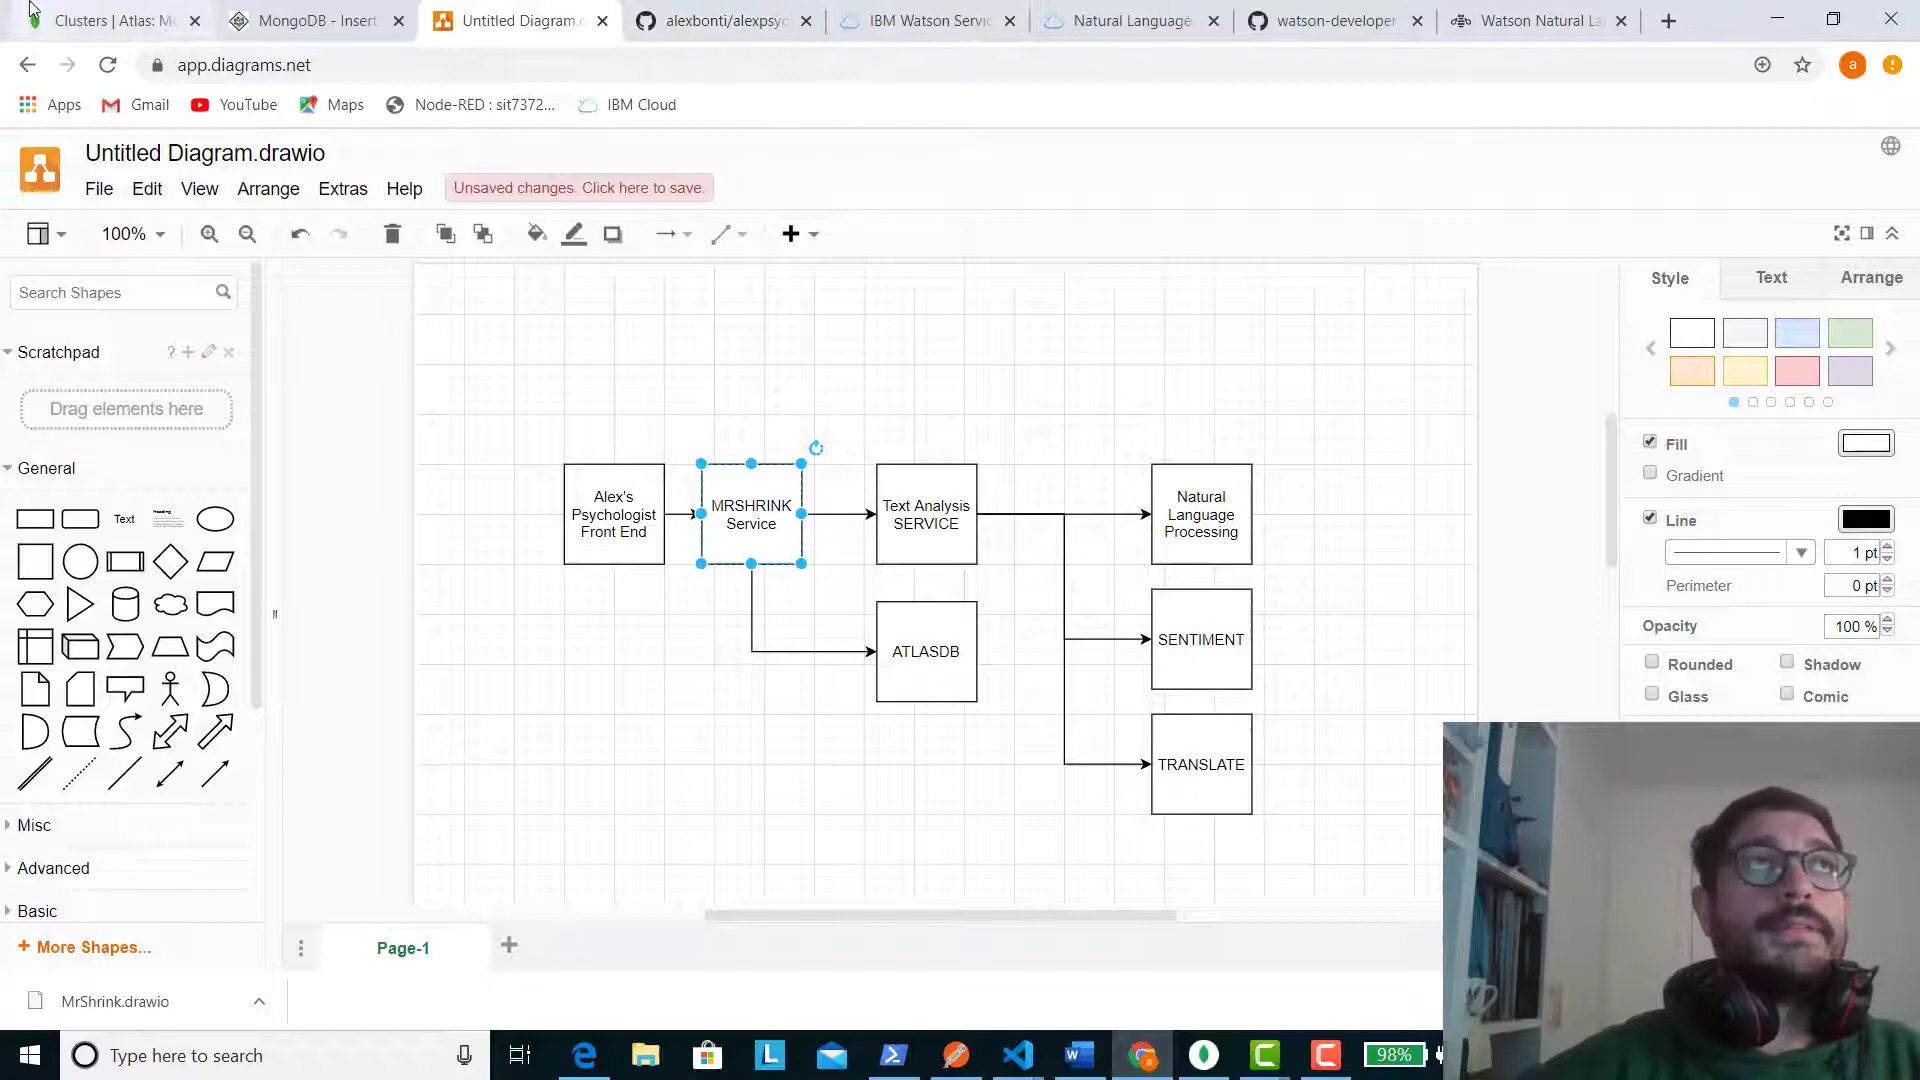 Clusters | Atlas: Mo
MongoDB - Insert
Untitled Diagram.
alexbonti/alexpsyc
IBM Watson Servic
Natural Language
watson-developer
Watson Natural La
app.diagrams.net
a
Apps
Gmail
YouTube
Maps
Node-RED : sit7372...
IBM Cloud
Untitled Diagram.drawio
File
Edit
View
Arrange
Extras
Help
Unsaved changes. Click here to save.
100%
Search Shapes
Scratchpad
?
Drag elements here
General
Text
Heading
Misc
Advanced
Basic
+ More Shapes...
Alex's
Psychologist
Front End
MRSHRINK
Service
Text Analysis
SERVICE
Natural
Language
Processing
ATLASDB
SENTIMENT
TRANSLATE
Style
Text
Arrange
Fill
Gradient
Line
1 pt
Perimeter
0 pt
Opacity
100 %
Rounded
Shadow
Glass
Comic
Page-1
MrShrink.drawio
Type here to search
98%